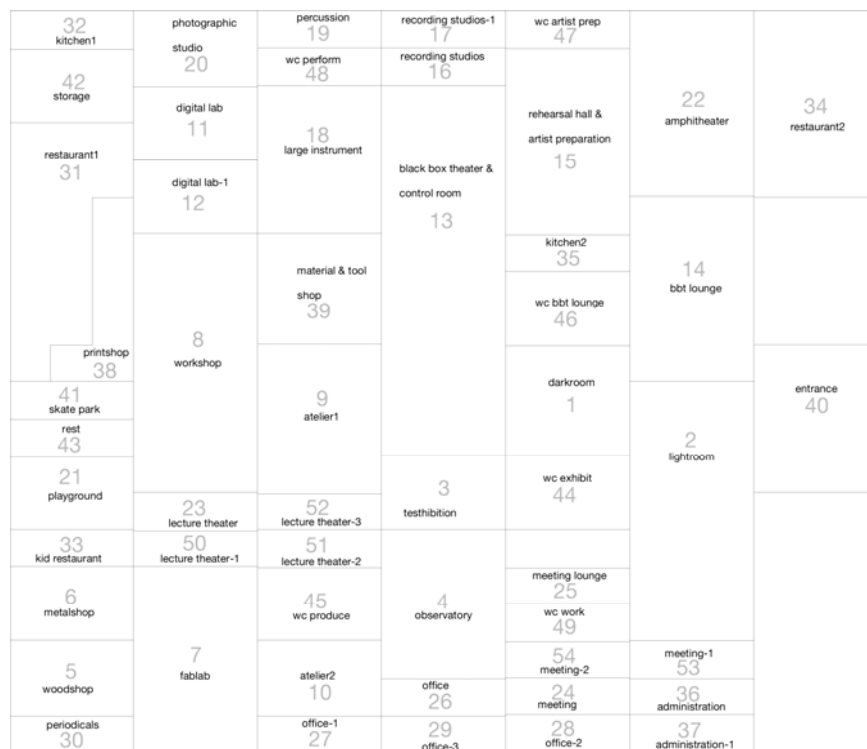 32
kitchen1
42
storage
restaurant1
31
printshop
38
41
skate park
rest
43
21
playground
33
kid restaurant
6
metalshop
5
woodshop
periodicals
30
photographic
studio
20
digital lab
11
digital lab-1
12
8
workshop
23
lecture theater
50
lecture theater-1
7
fablab
percussion
19
wc perform
48
18
large instrument
material & tool
shop
39
9
atelier1
52
lecture theater-3
51
lecture theater-2
45
wc produce
atelier2
10
office-1
27
recording studios-1
17
recording studios
16
black box theater &
control room
13
3
testhibition
4
observatory
office
26
29
office-3
wc artist prep
47
rehearsal hall &
artist preparation
15
kitchen2
35
wc bbt lounge
46
darkroom
1
wc exhibit
44
meeting lounge
25
wc work
49
54
meeting-2
24
meeting
28
office-2
22
amphitheater
14
bbt lounge
2
lightroom
meeting-1
53
36
administration
37
administration-1
34
restaurant2
entrance
40